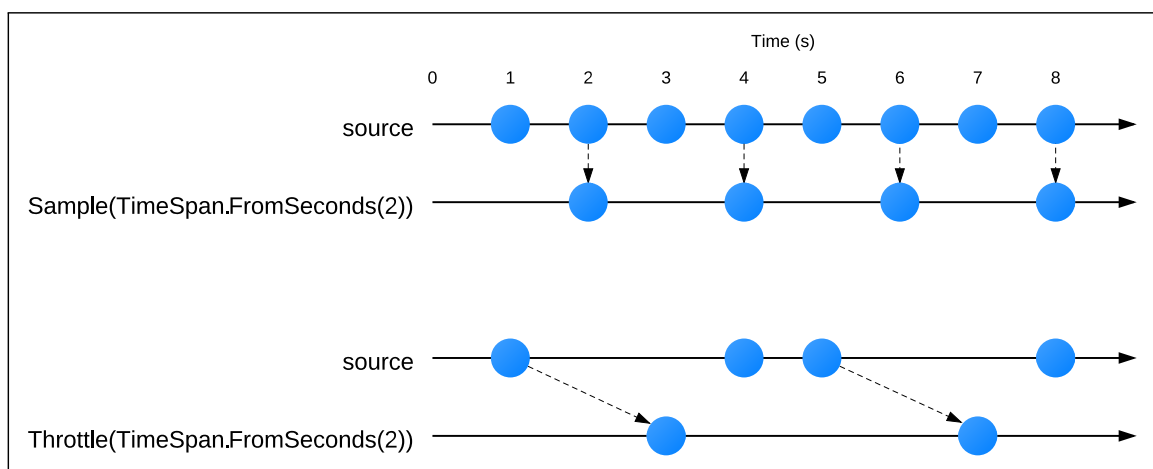 Time (s)
0 1 2 3 4 5 6 7 8
source
Sample(TimeSpan.FromSeconds(2))
source
Throttle(TimeSpan.FromSeconds(2))